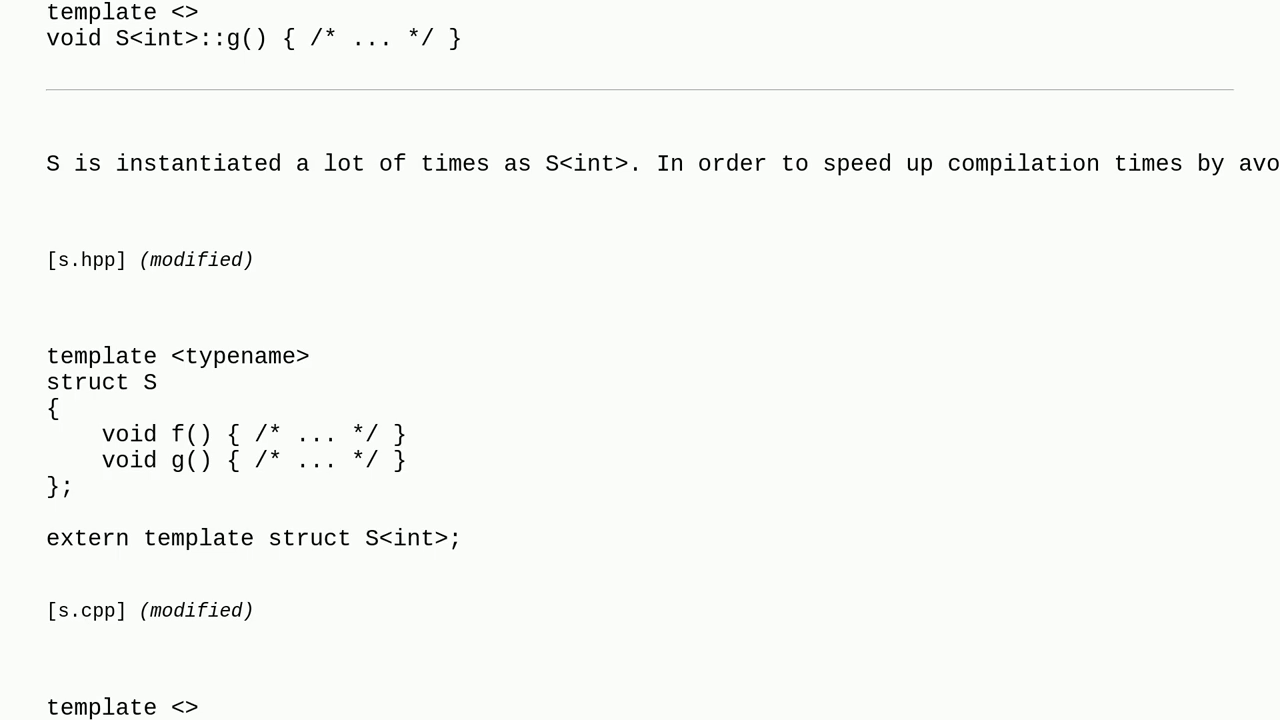 template <>
void S<int>::g() { /* ... */ }
S is instantiated a lot of times as S<int>. In order to speed up compilation times by avo
[s.hpp] (modified)
template <typename>
struct S
{
    void f() { /* ... */ }
    void g() { /* ... */ }
};
extern template struct S<int>;
[s.cpp] (modified)
template <>